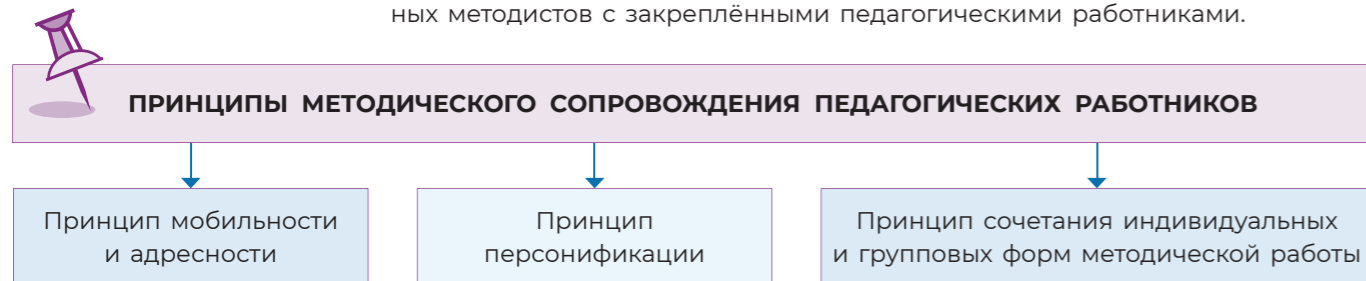 ных методистов с закреплёнными педагогическими работниками.
ПРИНЦИПЫ МЕТОДИЧЕСКОГО СОПРОВОЖДЕНИЯ ПЕДАГОГИЧЕСКИХ РАБОТНИКОВ
Принцип мобильности
и адресности
Принцип
персонификации
Принцип сочетания индивидуальных
и групповых форм методической работы